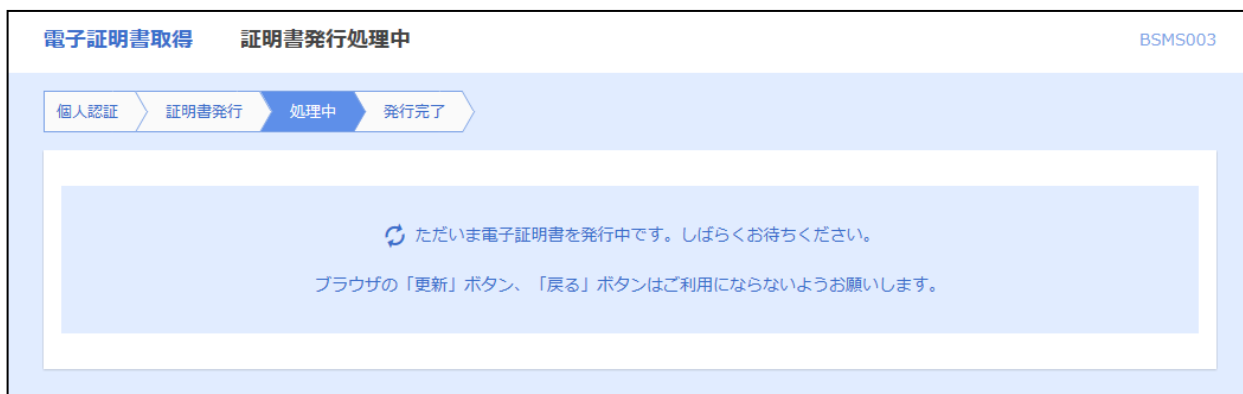 電子証明書取得 証明書発行処理中 BSMS003
個人認証 証明書発行 処理中 発行完了
ただいま電子証明書を発行中です。しばらくお待ちください。
ブラウザの「更新」ボタン、「戻る」ボタンはご利用にならないようお願いします。